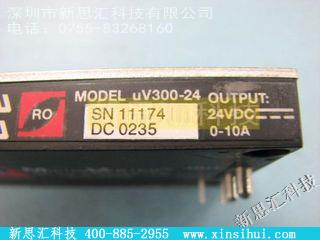 深圳市新思汇科技有限公司
电话：0755-83268160
MODEL uV300-24 OUTPUT:
RO
SN 11174 24VDC
DC 0235 0-10A
新思汇科技
新思汇科技 400-885-2955 www.xinsihui.com